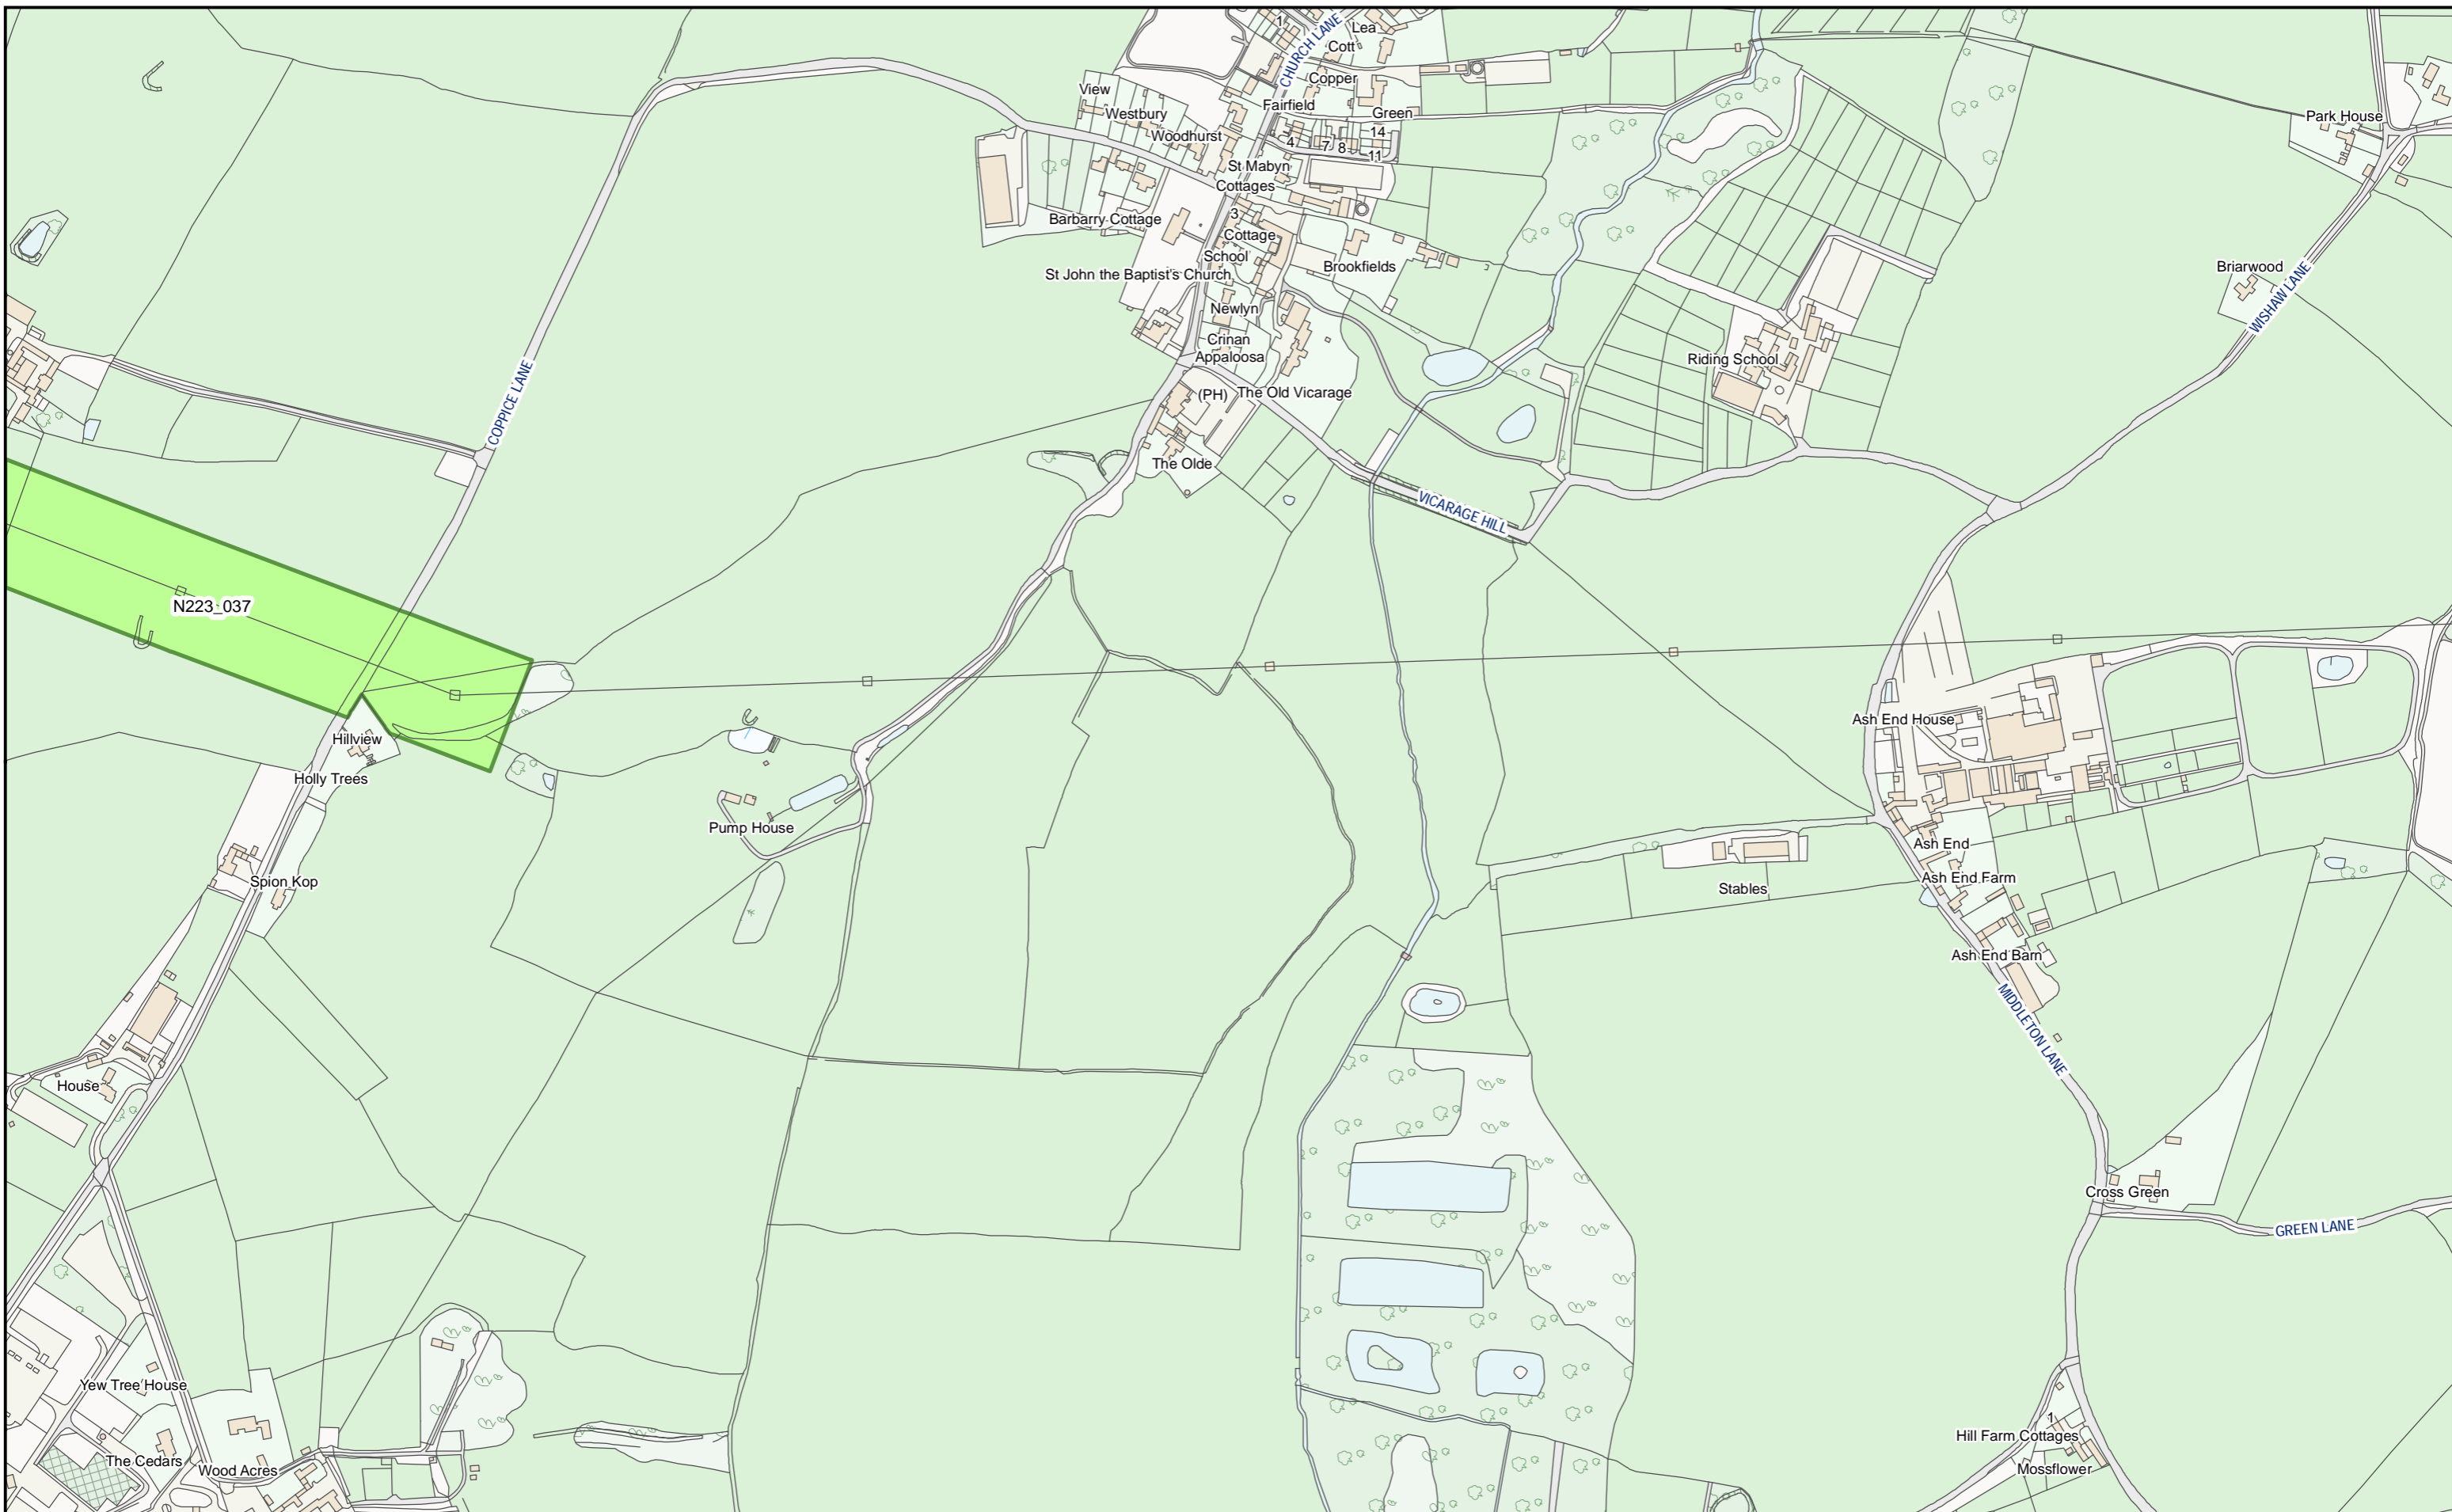 1
Lea
CHURCH LANE
Cott
Copper
View
Fairfield
Westbury
Green
Park House
Woodhurst
14
4
7
8
11
St Mabyn
Cottages
3
Barbarry Cottage
Cottage
School
Brookfields
Briarwood
St John the Baptist's Church
WISHAW LANE
Newlyn
Crinan
Appaloosa
Riding School
COPPICE LANE
(PH)
The Old Vicarage
The Olde
VICARAGE HILL
N223_037
Ash End House
Hillview
Holly Trees
Pump House
Ash End
Spion Kop
Ash End Farm
Stables
Ash End Barn
MIDDLETON LANE
House
Cross Green
GREEN LANE
Yew Tree House
1
Hill Farm Cottages
The Cedars
Wood Acres
Mossflower